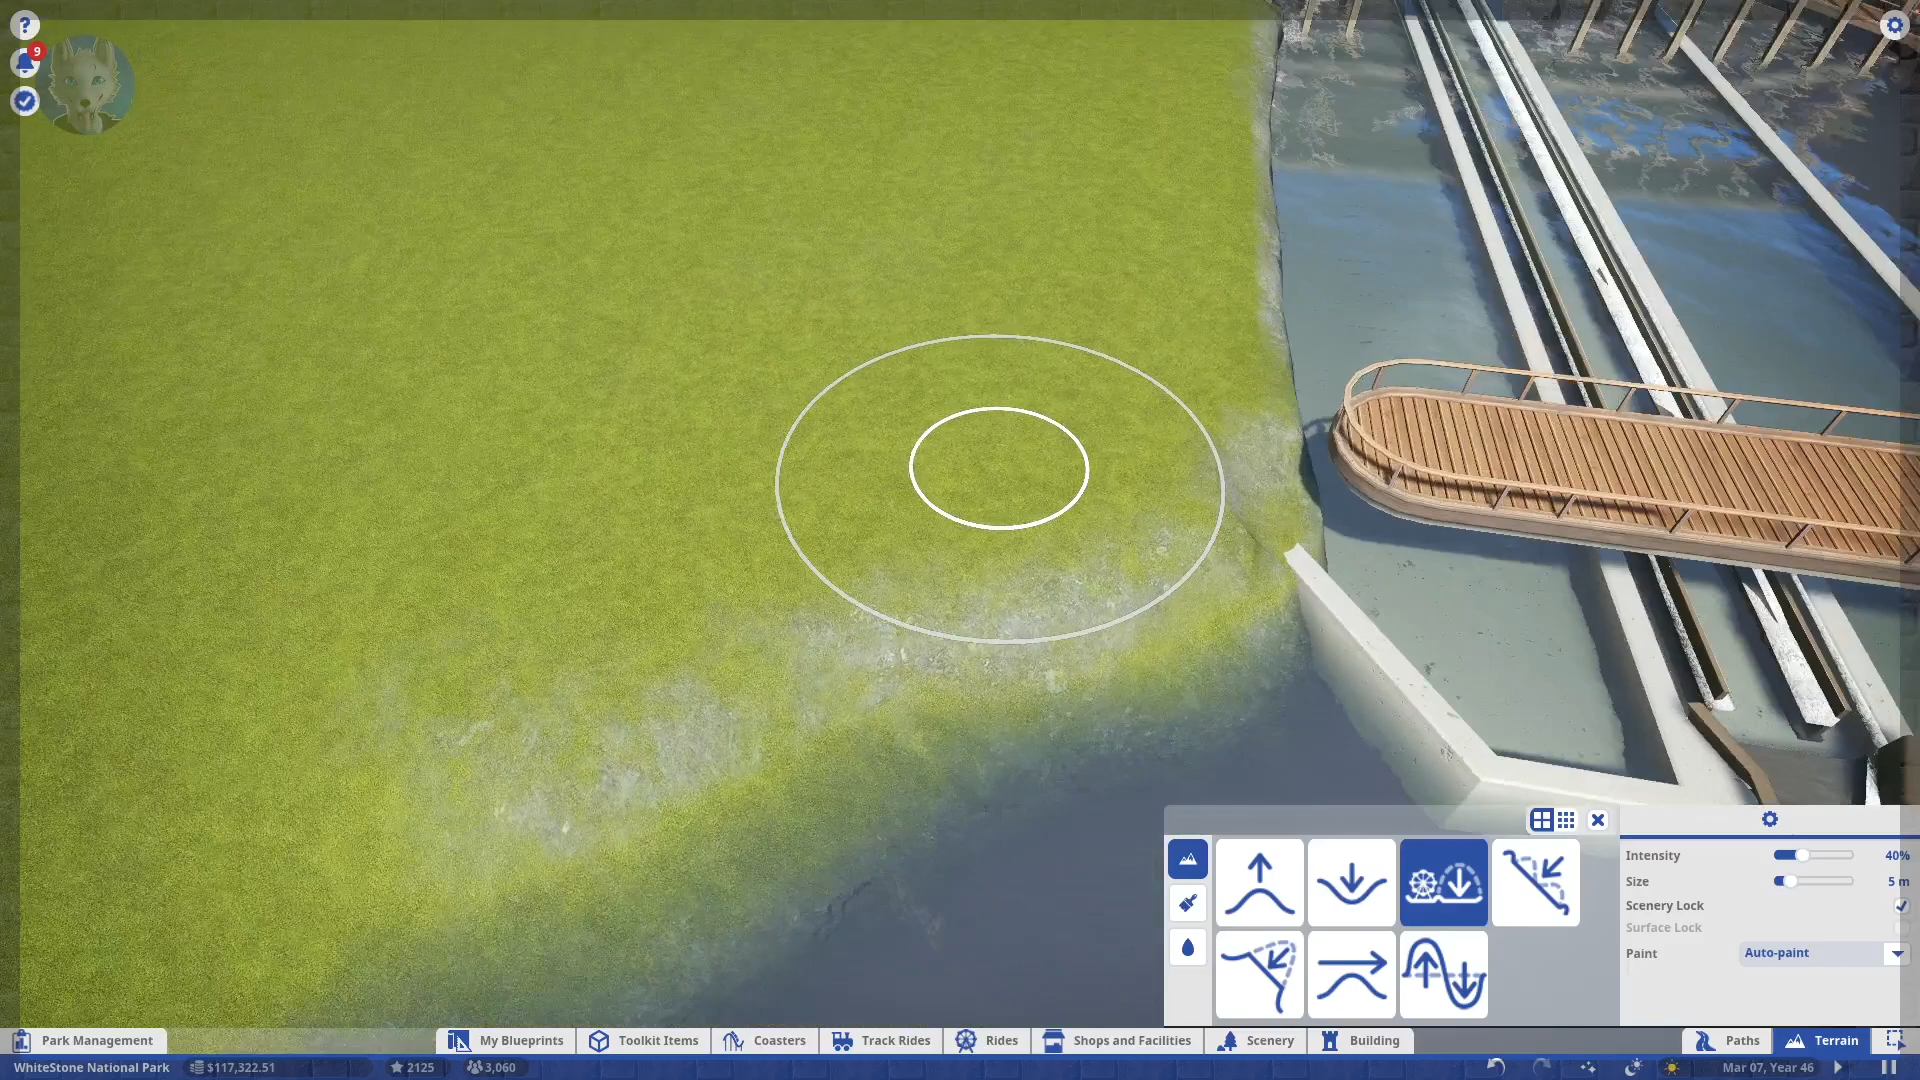 ?
9
Intensity 40%
Size 5 m
Scenery Lock
Surface Lock
Paint Auto-paint
Park Management
My Blueprints
Toolkit Items
Coasters
Track Rides
Rides
Shops and Facilities
Scenery
Building
Paths
Terrain
WhiteStone National Park
$117,322.51
2125
3,060
Mar 07, Year 46